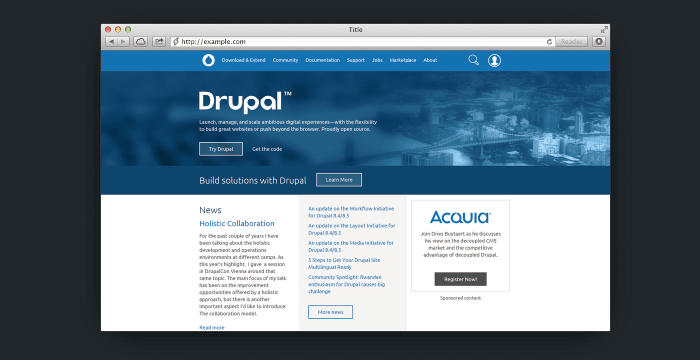 Title
http://example.com
Reader
Download & Extend Community Documentation Support Jobs Marketplace About
Drupal™
Launch, manage, and scale ambitious digital experiences—with the flexibility
to build great websites or push beyond the browser. Proudly open source.
Try Drupal Get the code
Build solutions with Drupal Learn More
News
Holistic Collaboration
For the past couple of years I have
been talking about the holistic
development and operations
environments at different camps. As
this year's highlight, I gave a session
in DrupalCon Vienna around that
same topic. The main focus of my talk
has been on the improvement
opportunities offered by a holistic
approach, but there is another
important aspect I'd like to introduce:
The collaboration model.
Read more
An update on the Workflow Initiative
for Drupal 8.4/8.5
An update on the Layout Initiative for
Drupal 8.4/8.5
An update on the Media Initiative for
Drupal 8.4/8.5
5 Steps to Get Your Drupal Site
Multilingual Ready
Community Spotlight: Rwandan
enthusiasm for Drupal causes big
challenge
More news
ACQUIA
Join Dries Buytaert as he discusses
his view on the decoupled CMS
market and the competitive
advantage of decoupled Drupal.
Register Now!
Sponsored content